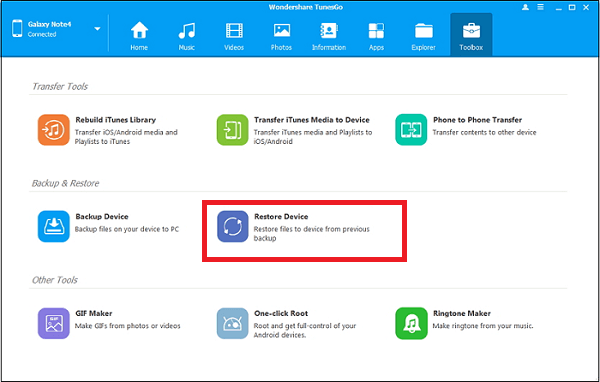 Wondershare TunesGo
Galaxy Note4
Connected
Home Music Videos Photos Information Apps Explorer Toolbox
Transfer Tools
Rebuild iTunes Library
Transfer iOS/Android media and
Playlists to iTunes
Transfer iTunes Media to Device
Transfer iTunes media and Playlists to
iOS/Android
Phone to Phone Transfer
Transfer contents to other device
Backup & Restore
Backup Device
Backup files on your device to PC
Restore Device
Restore files to device from previous
backup
Other Tools
GIF Maker
Make GIFs from photos or videos
One-click Root
Root and get full-control of your
Android devices.
Ringtone Maker
Make ringtone from your music.